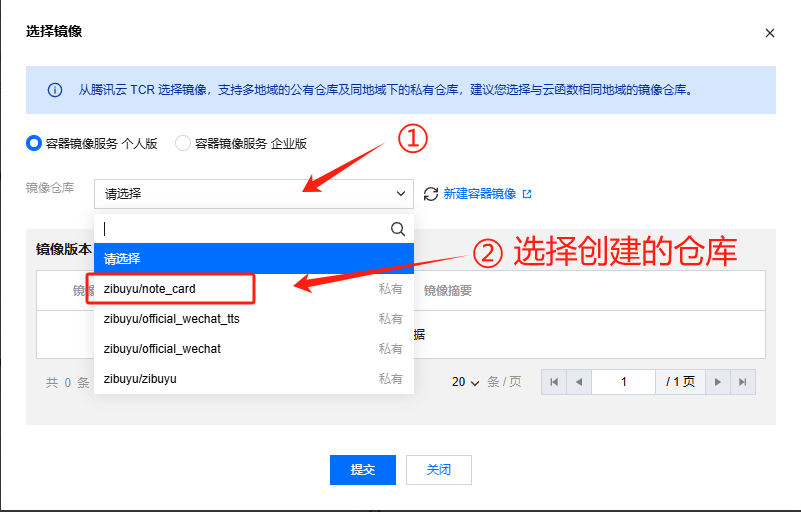 选择镜像
从腾讯云 TCR 选择镜像，支持多地域的公有仓库及同地域下的私有仓库，建议您选择与云函数相同地域的镜像仓库。
容器镜像服务 个人版 容器镜像服务 企业版
①
镜像仓库 请选择 新建容器镜像
镜像版本
请选择
② 选择创建的仓库
镜像 zibuyu/note_card 私有 镜像摘要
zibuyu/official_wechat_tts 私有
据
zibuyu/official_wechat 私有
zibuyu/zibuyu 私有
共 0 条 20 条 / 页 1 / 1 页
提交 关闭